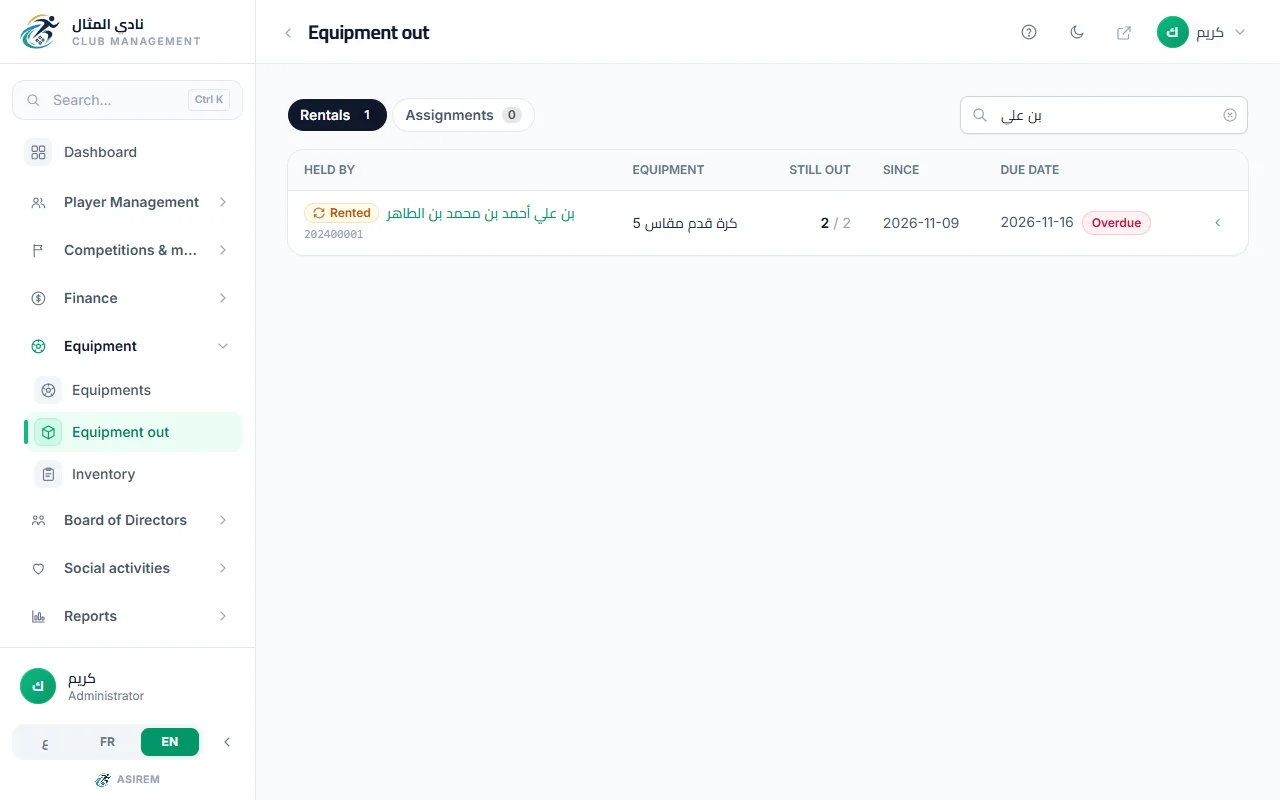 نادي المثال
CLUB MANAGEMENT
Search...
Ctrl K
Dashboard
Player Management
Competitions & m...
Finance
Equipment
Equipments
Equipment out
Inventory
Board of Directors
Social activities
Reports
ك
كريم
Administrator
ع
FR
EN
ASIREM
Equipment out
ك
كريم
Rentals 1
Assignments 0
بن علي
HELD BY
EQUIPMENT
STILL OUT
SINCE
DUE DATE
Rented
بن علي أحمد بن محمد بن الطاهر
202400001
كرة قدم مقاس 5
2 / 2
2026-11-09
2026-11-16
Overdue